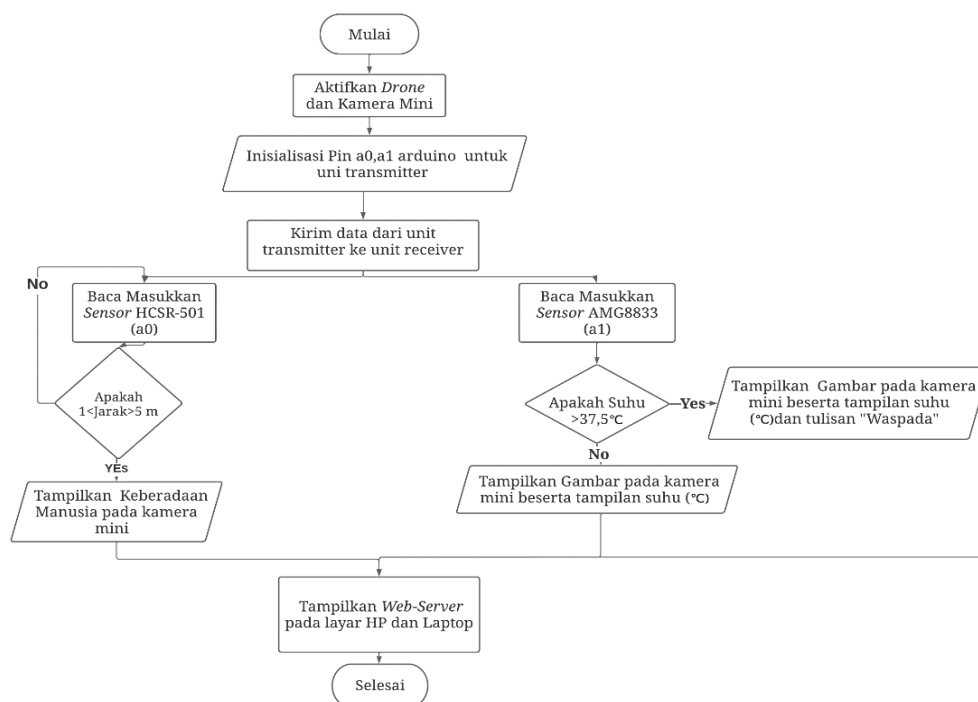 Mulai
Aktifkan Drone
dan Kamera Mini
Inisialisasi Pin a0,a1 arduino untuk
uni transmitter
Kirim data dari unit
transmitter ke unit receiver
No
Baca Masukkan
Sensor HCSR-501
(a0)
Baca Masukkan
Sensor AMG8833
(a1)
Apakah
1<Jarak>5 m
Apakah Suhu
>37,5℃
Yes
Tampilkan Gambar pada kamera
mini beserta tampilan suhu
(℃)dan tulisan "Waspada"
YEs
No
Tampilkan Keberadaan
Manusia pada kamera
mini
Tampilkan Gambar pada kamera
mini beserta tampilan suhu (℃)
Tampilkan Web-Server
pada layar HP dan Laptop
Selesai